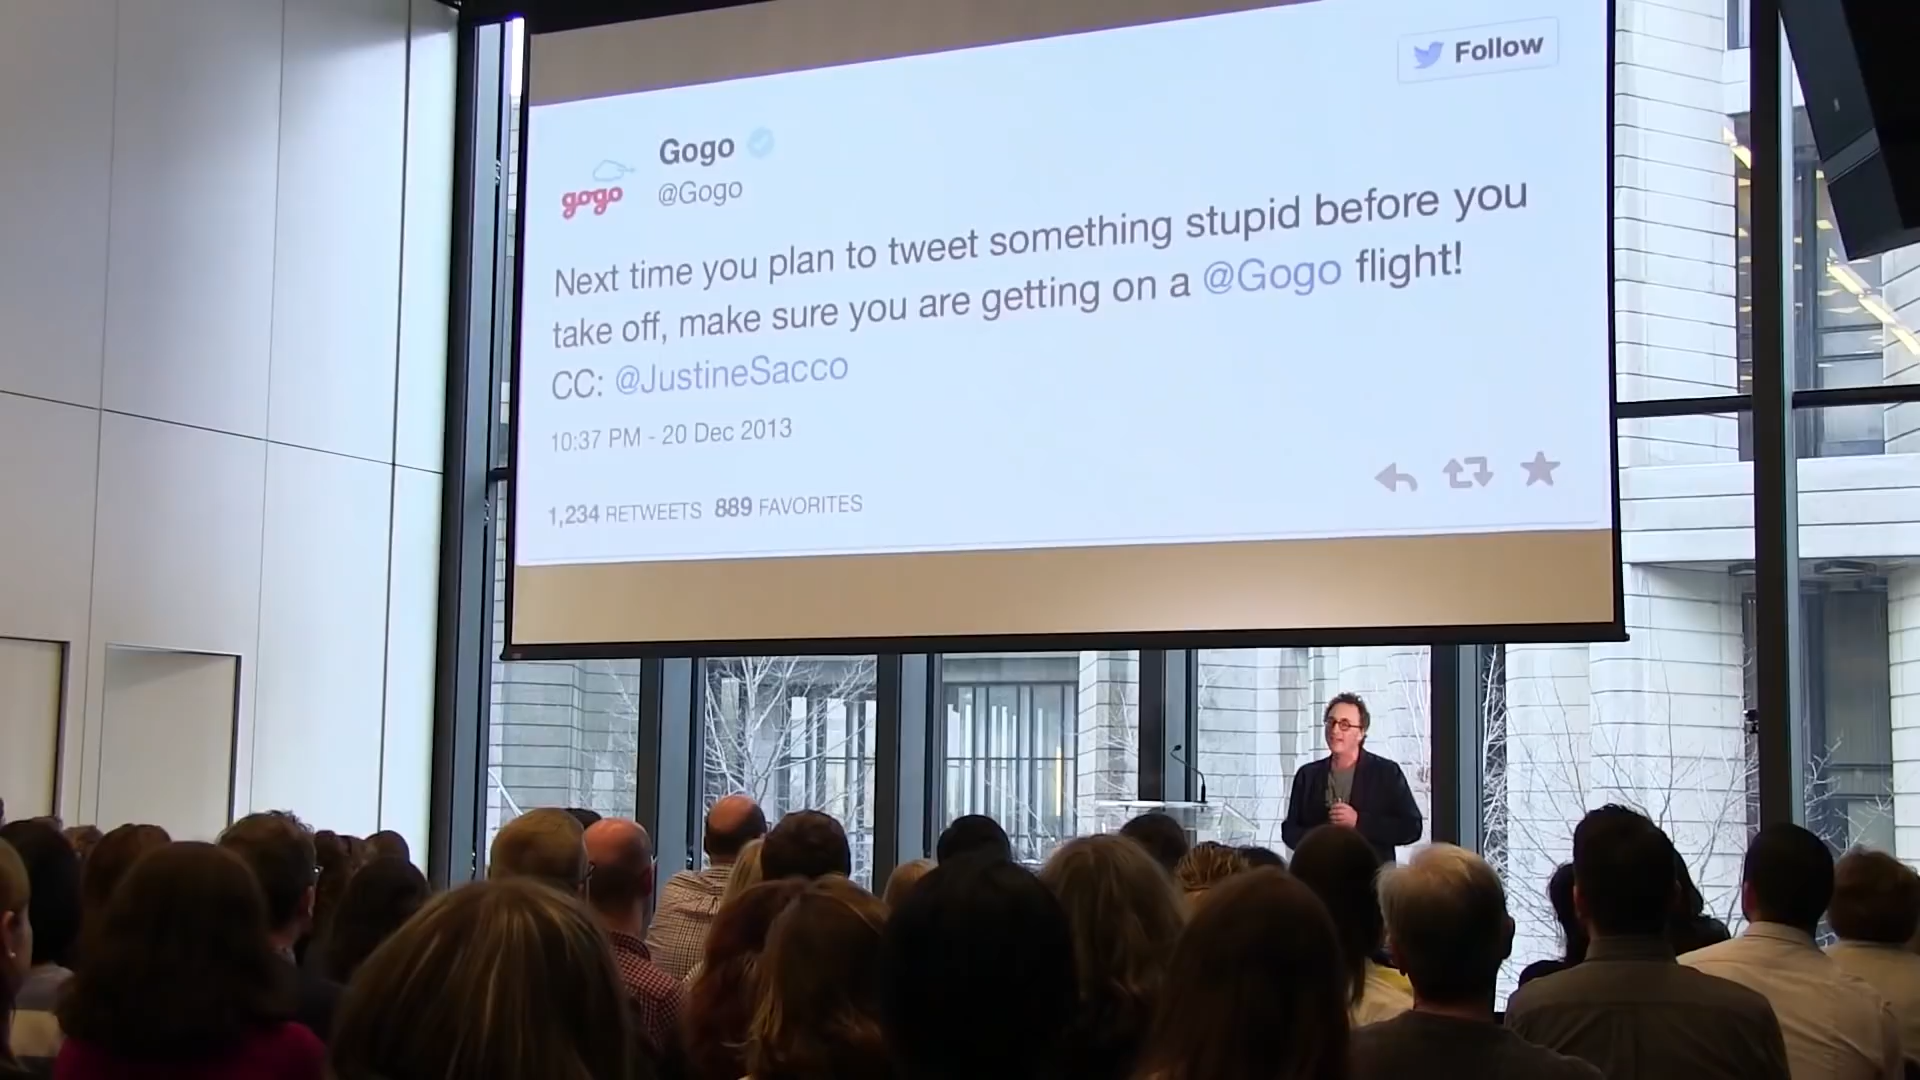 Follow
Gogo
gogo
@Gogo
Next time you plan to tweet something stupid before you
take off, make sure you are getting on a @Gogo flight!
CC: @JustineSacco
10:37 PM - 20 Dec 2013
1,234 RETWEETS 889 FAVORITES